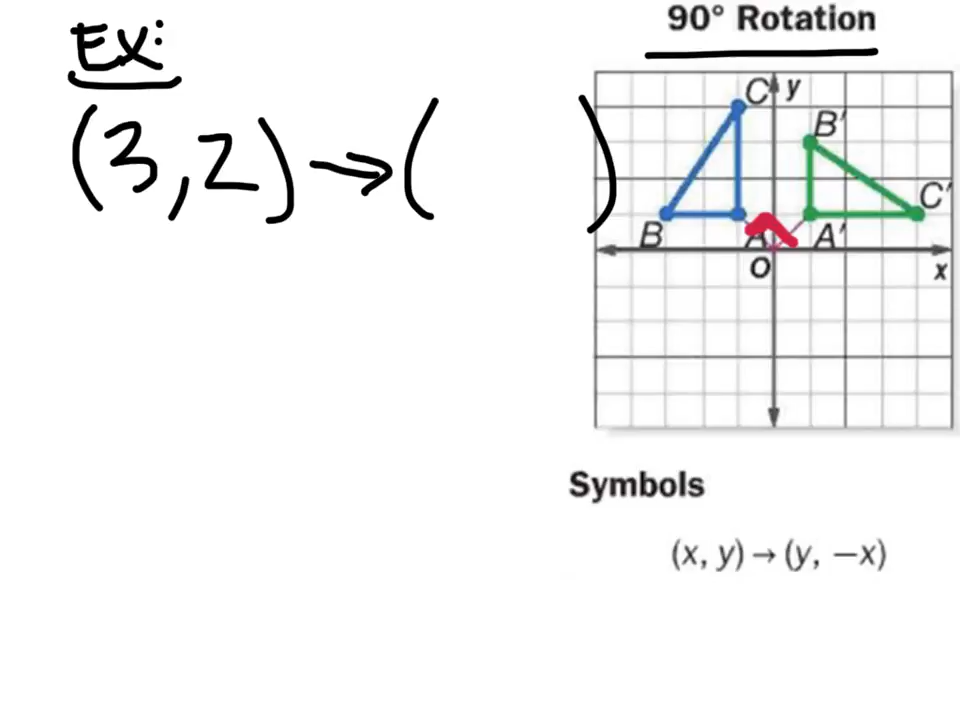 Ex:
(3,2)→(    )
90° Rotation
C y
B'
C'
B A A'
O x
Symbols
(x, y) → (y, −x)